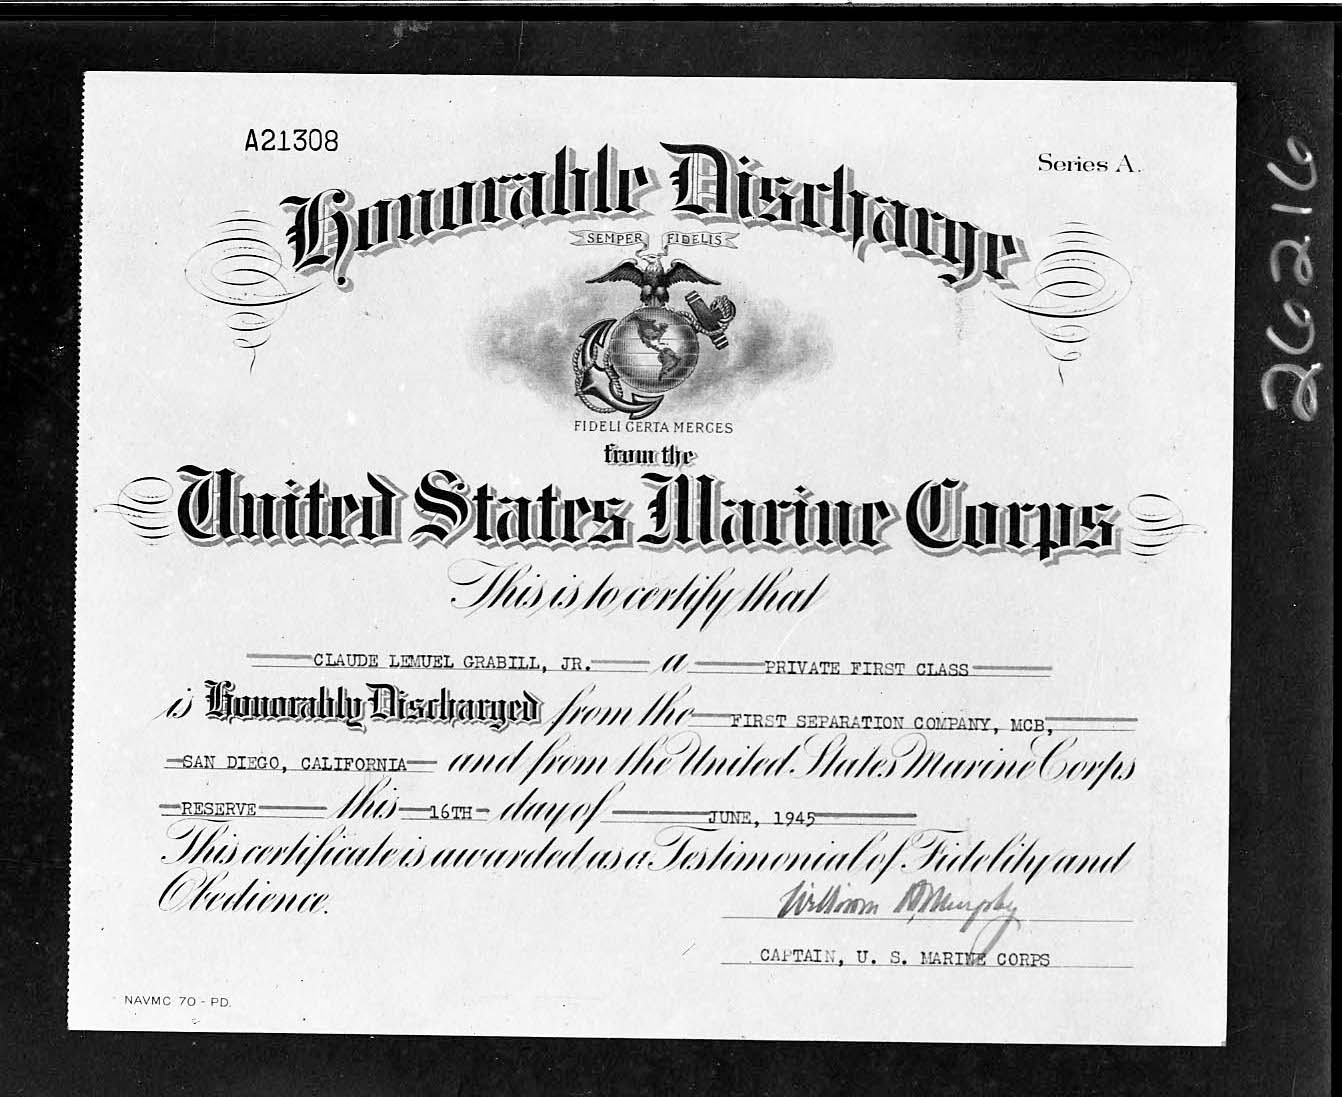 A21308
Series A.
Honorable Discharge
SEMPER FIDELIS
FIDELI CERTA MERCES
from the
United States Marine Corps
This is to certify that
CLAUDE LEMUEL GRABILL, JR. a PRIVATE FIRST CLASS
is Honorably Discharged from the FIRST SEPARATION COMPANY, MCB,
SAN DIEGO, CALIFORNIA and from the United States Marine Corps
RESERVE this 16TH day of JUNE, 1945
This certificate is awarded as a Testimonial of Fidelity and
Obedience.
William H Murphy
CAPTAIN, U. S. MARINE CORPS
NAVMC 70 - PD.
262216